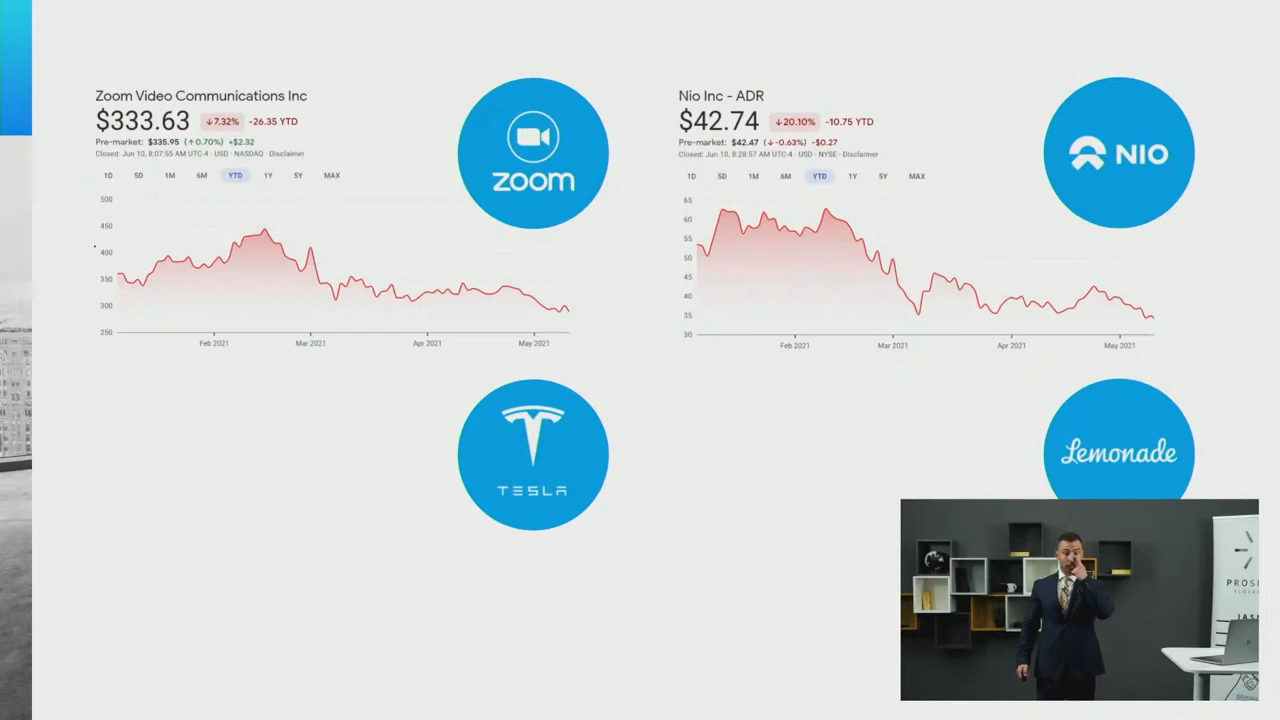 Zoom Video Communications Inc
$333.63 ↓7.32% -26.35 YTD
Pre-market: $335.95 (↑0.70%) +$2.32
Closed: Jun 10, 8:07:55 AM UTC-4 · USD · NASDAQ · Disclaimer
1D 5D 1M 6M YTD 1Y 5Y MAX
500
450
400
350
300
250
Feb 2021 Mar 2021 Apr 2021 May 2021
zoom
Nio Inc - ADR
$42.74 ↓20.10% -10.75 YTD
Pre-market: $42.47 (↓-0.63%) -$0.27
Closed: Jun 10, 8:28:57 AM UTC-4 · USD · NYSE · Disclaimer
1D 5D 1M 6M YTD 1Y 5Y MAX
65
60
55
50
45
40
35
30
Feb 2021 Mar 2021 Apr 2021 May 2021
NIO
TESLA
Lemonade